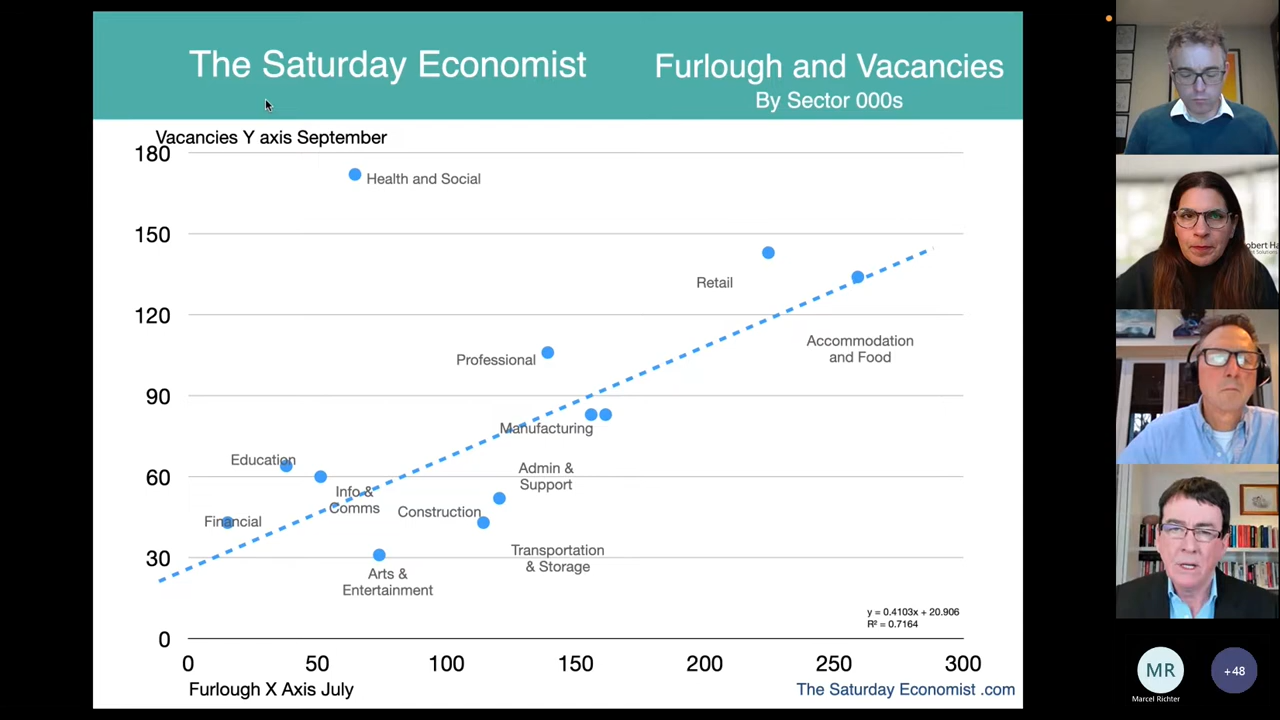 The Saturday Economist
Furlough and Vacancies
By Sector 000s
Vacancies Y axis September
180
Health and Social
150
Retail
120
Accommodation
and Food
Professional
90
Manufacturing
Education
Admin &
Support
60
Info &
Comms
Construction
Financial
30
Transportation
& Storage
Arts &
Entertainment
y = 0.4103x + 20.906
R² = 0.7164
0
0 50 100 150 200 250 300
Furlough X Axis July
The Saturday Economist .com
MR
Marcel Richter
+48